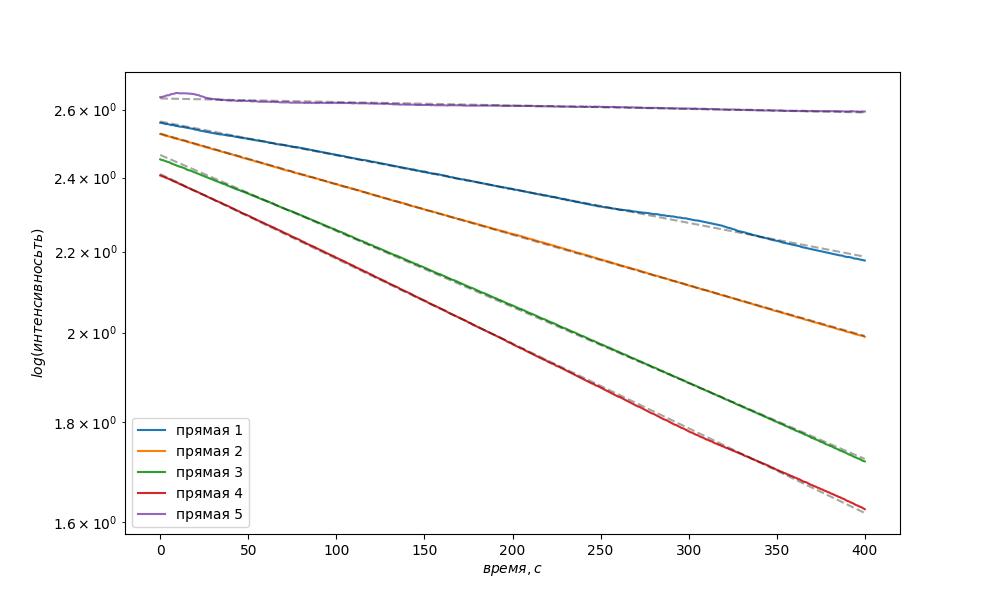 2.6 × 10⁰
2.4 × 10⁰
2.2 × 10⁰
2 × 10⁰
1.8 × 10⁰
1.6 × 10⁰
log(интенсивность)
прямая 1
прямая 2
прямая 3
прямая 4
прямая 5
0 50 100 150 200 250 300 350 400
время, с